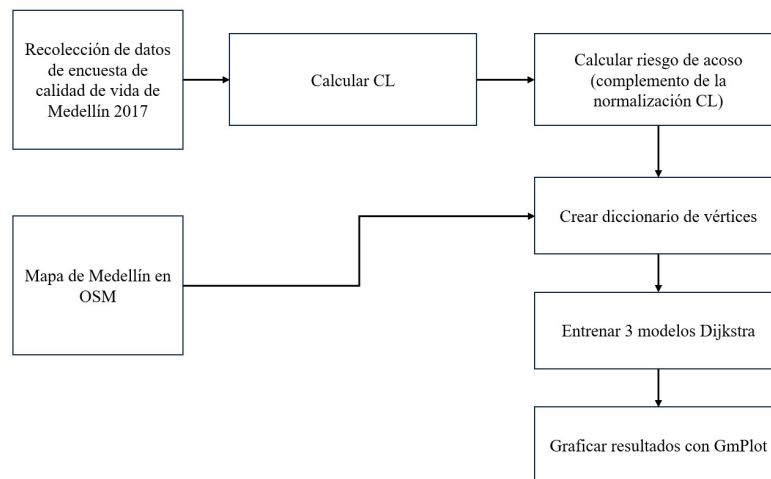 Recolección de datos
de encuesta de
calidad de vida de
Medellín 2017
Calcular CL
Calcular riesgo de acoso
(complemento de la
normalización CL)
Crear diccionario de vértices
Mapa de Medellín en
OSM
Entrenar 3 modelos Dijkstra
Graficar resultados con GmPlot